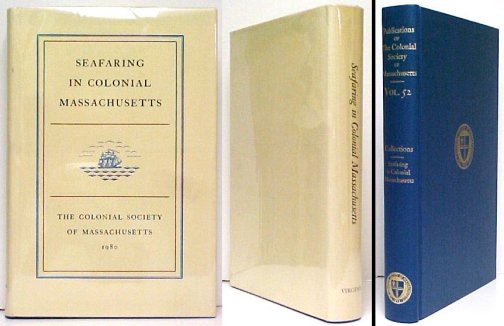 SEAFARING
IN COLONIAL
MASSACHUSETTS
THE COLONIAL SOCIETY
OF MASSACHUSETTS
1980
Seafaring in Colonial Massachusetts
Publications
OF
The Colonial
Society
OF
Massachusetts
VOL. 52
Collections
Seafaring
in Colonial
Massachusetts